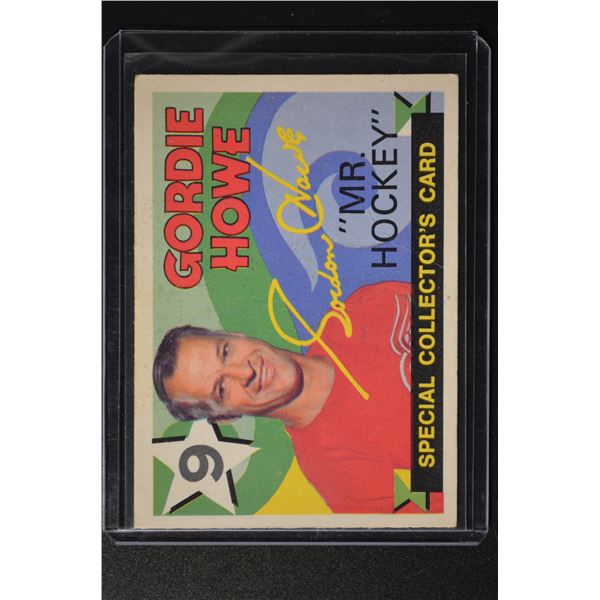 GORDIE
HOWE
Gordon Howe
"MR.
HOCKEY"
9
SPECIAL COLLECTOR'S CARD